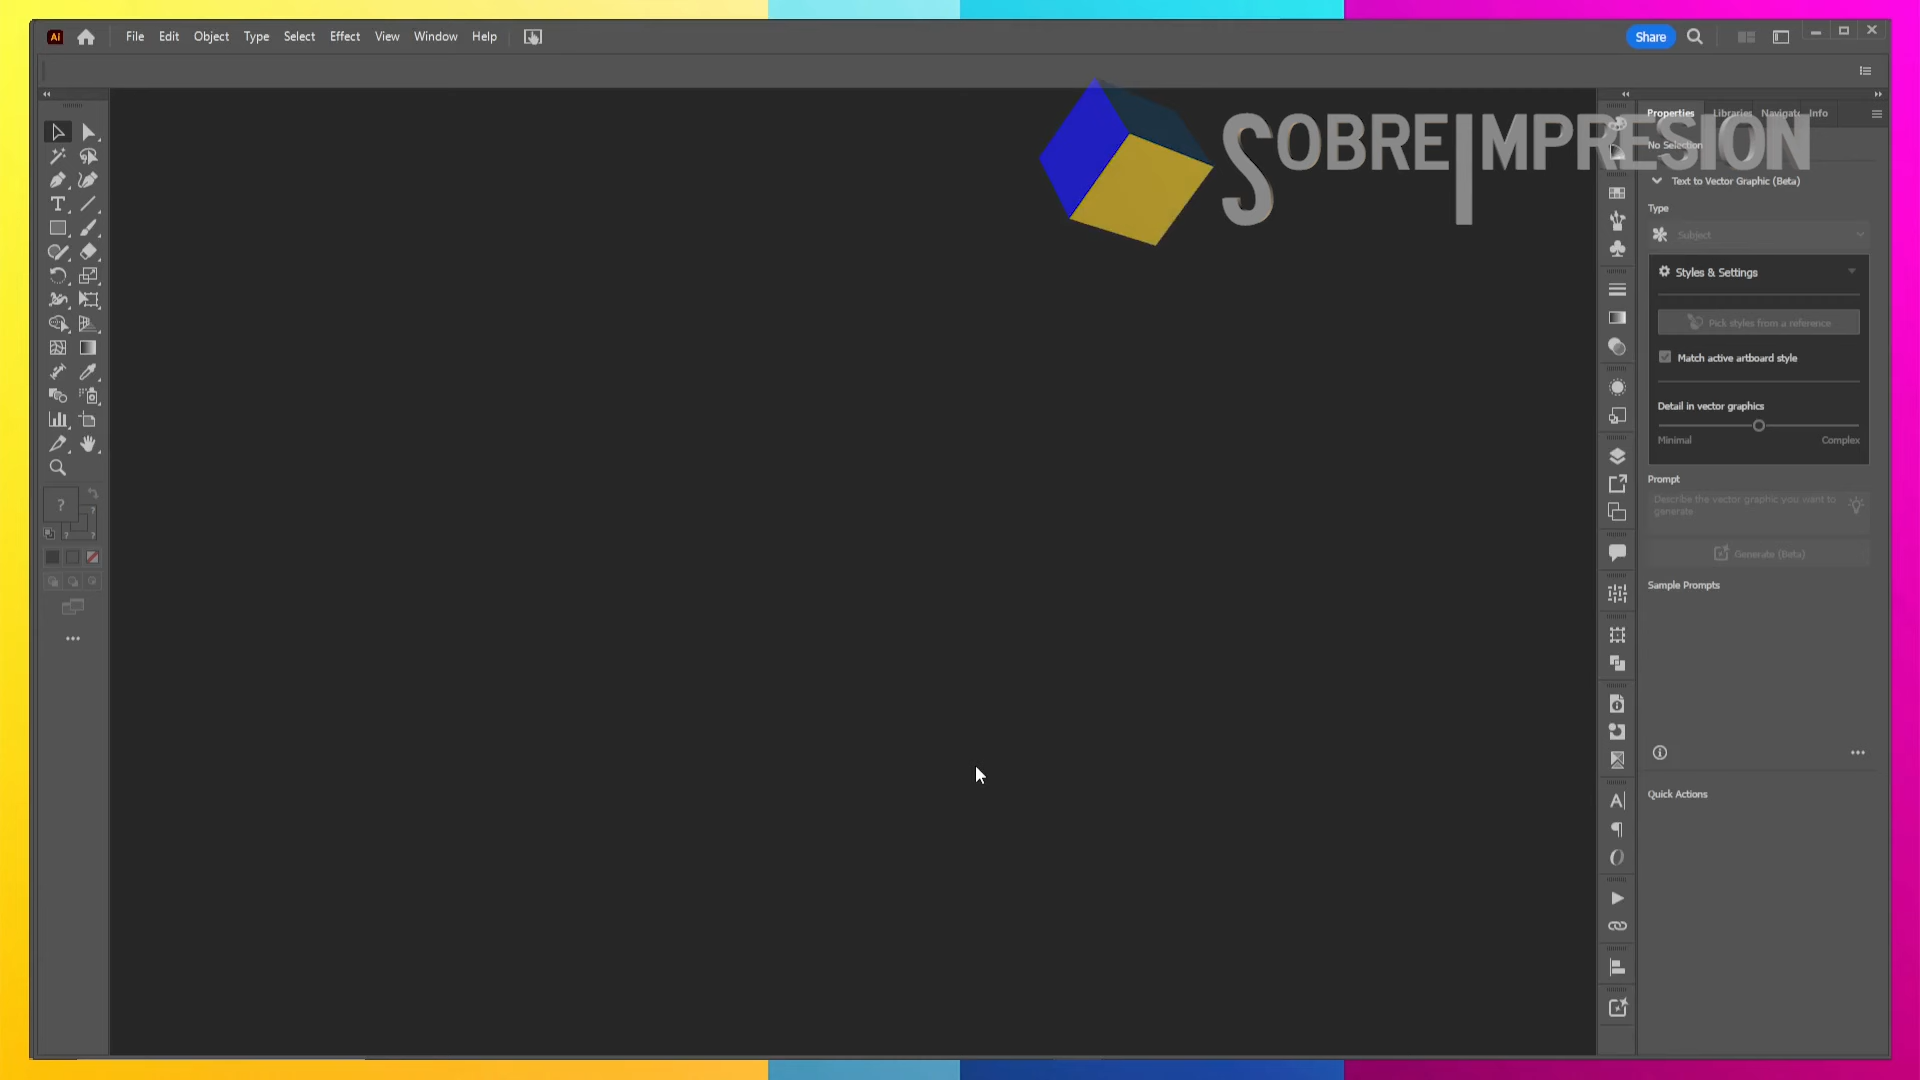 Ai File Edit Object Type Select Effect View Window Help Share
SOBREIMPRESION
Properties Libraries Navigat Info
No Selection
Text to Vector Graphic (Beta)
Type
Subject
Styles & Settings
Pick styles from a reference
Match active artboard style
Detail in vector graphics
Minimal Complex
Prompt
Describe the vector graphic you want to
generate
Generate (Beta)
Sample Prompts
Quick Actions